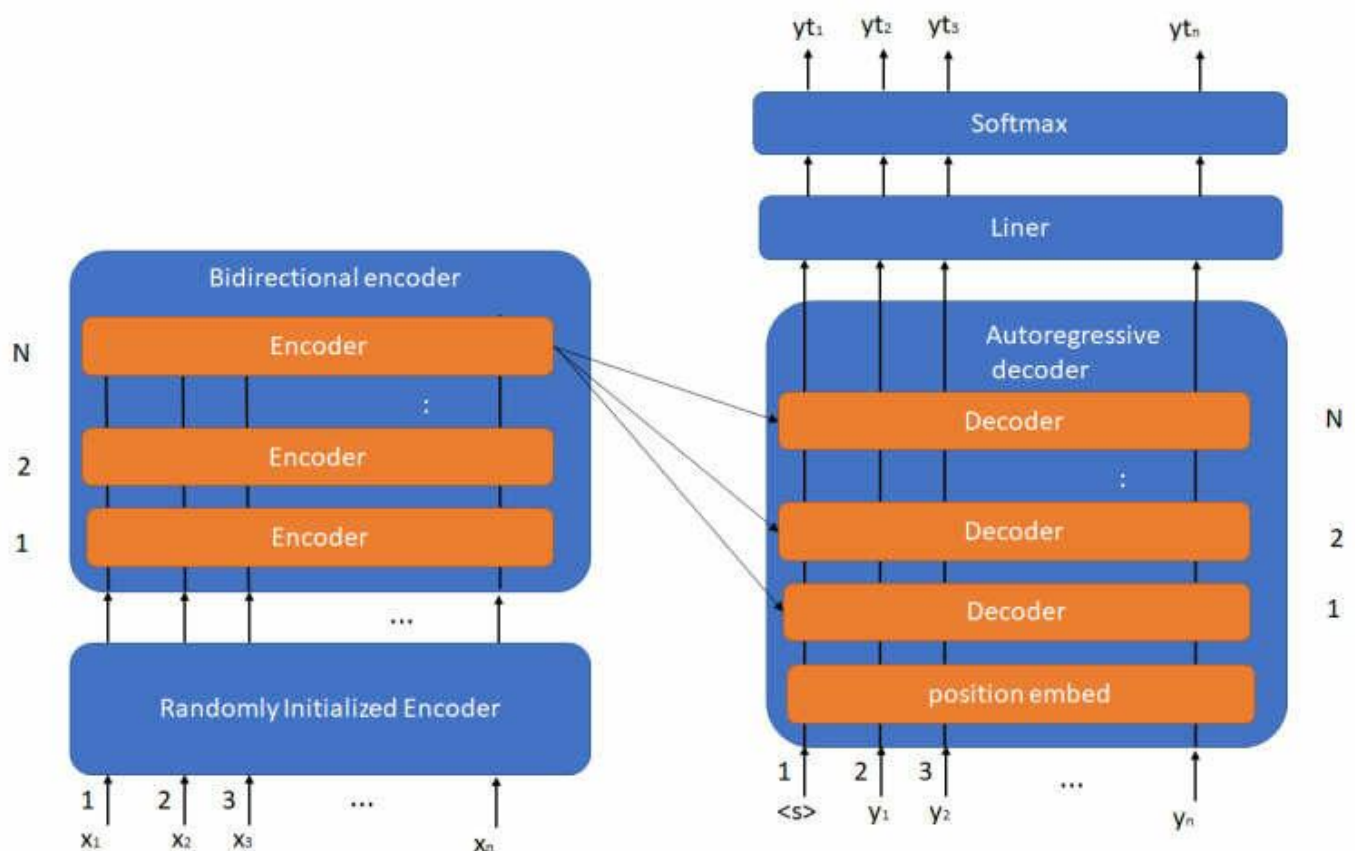 yt₁ yt₂ yt₃ ytₙ
Softmax
Liner
Bidirectional encoder
N
Encoder
:
2
Encoder
1
Encoder
...
Randomly Initialized Encoder
1 2 3 ...
x₁ x₂ x₃ xₙ
Autoregressive
decoder
Decoder
N
:
Decoder
2
Decoder
1
position embed
1 2 3 ...
<s> y₁ y₂ yₙ